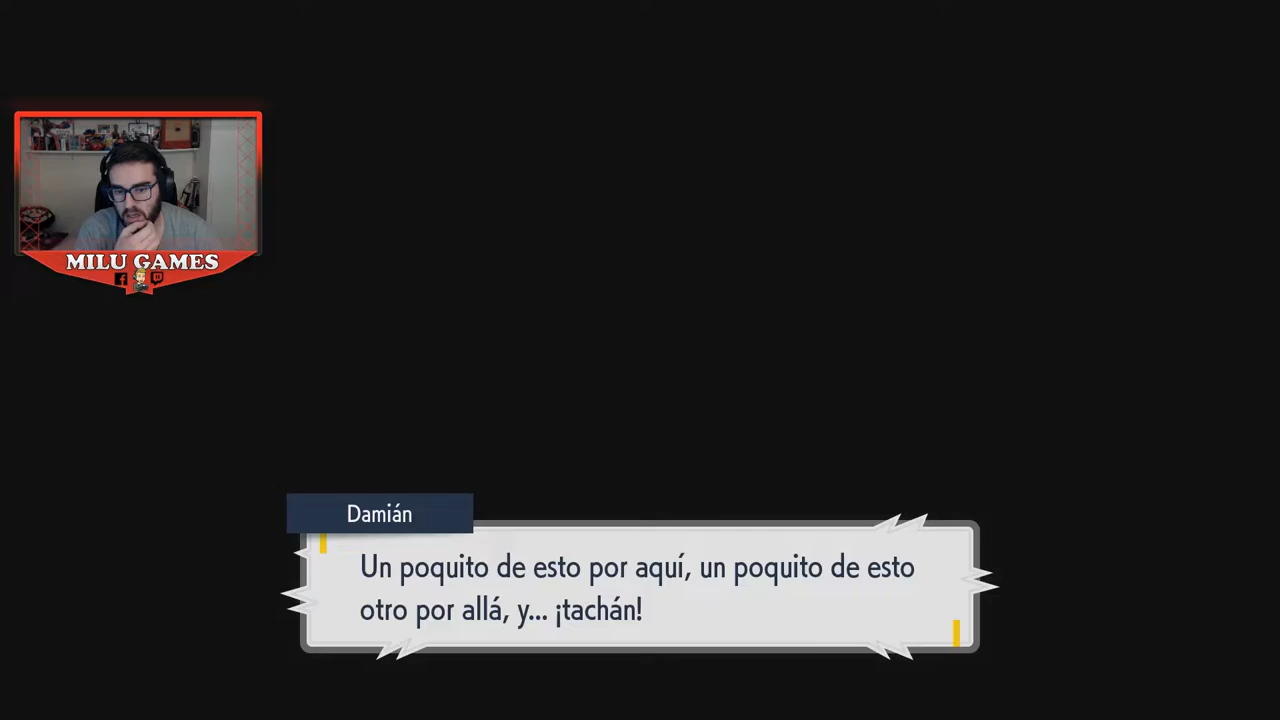 MILU GAMES
Damián
Un poquito de esto por aquí, un poquito de esto
otro por allá, y... ¡tachán!